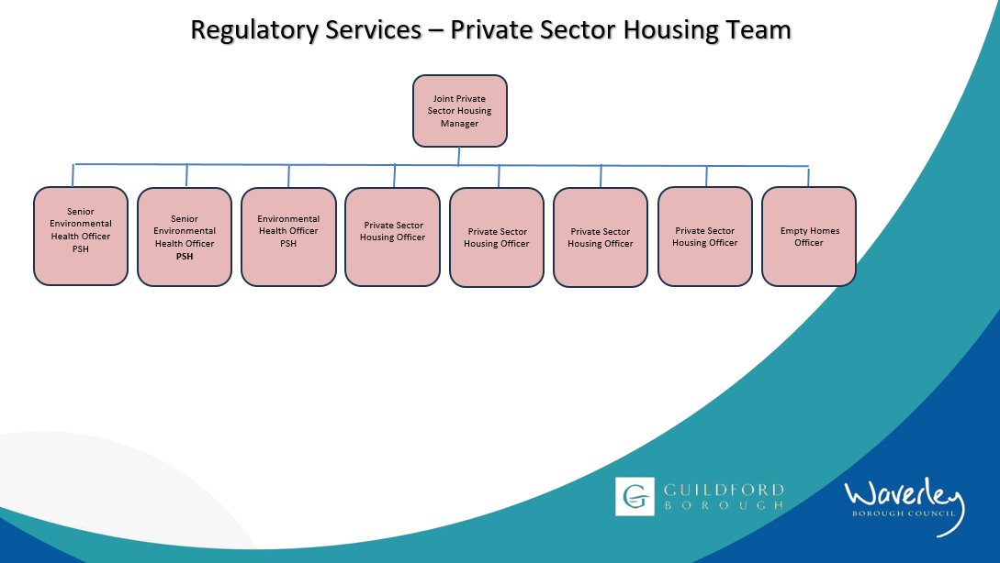 Regulatory Services – Private Sector Housing Team
Joint Private
Sector Housing
Manager
Senior
Environmental
Health Officer
PSH
Senior
Environmental
Health Officer
PSH
Environmental
Health Officer
PSH
Private Sector
Housing Officer
Private Sector
Housing Officer
Private Sector
Housing Officer
Private Sector
Housing Officer
Empty Homes
Officer
G
GUILDFORD
BOROUGH
Waverley
BOROUGH COUNCIL